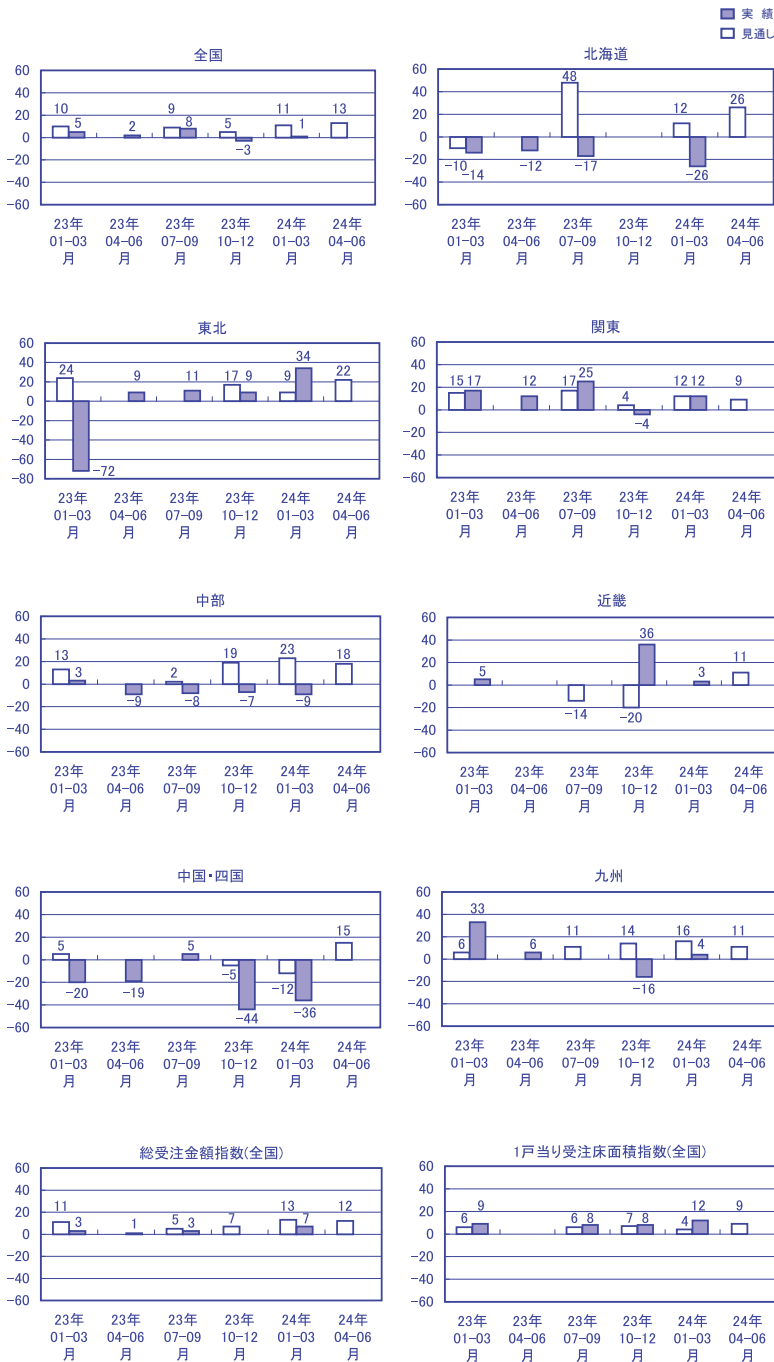 実 績
見通し
全国
60
40
20
0
-20
-40
-60
10 5 2 9 8 5 -3 11 1 13
23年 23年 23年 23年 24年 24年
01-03 04-06 07-09 10-12 01-03 04-06
月 月 月 月 月 月
北海道
60
40
20
0
-20
-40
-60
-10 -14 -12 48 -17 12 -26 26
23年 23年 23年 23年 24年 24年
01-03 04-06 07-09 10-12 01-03 04-06
月 月 月 月 月 月
東北
60
40
20
0
-20
-40
-60
-80
24 -72 9 11 17 9 9 34 22
23年 23年 23年 23年 24年 24年
01-03 04-06 07-09 10-12 01-03 04-06
月 月 月 月 月 月
関東
60
40
20
0
-20
-40
-60
15 17 12 17 25 4 -4 12 12 9
23年 23年 23年 23年 24年 24年
01-03 04-06 07-09 10-12 01-03 04-06
月 月 月 月 月 月
中部
60
40
20
0
-20
-40
-60
13 3 -9 2 -8 19 -7 23 -9 18
23年 23年 23年 23年 24年 24年
01-03 04-06 07-09 10-12 01-03 04-06
月 月 月 月 月 月
近畿
60
40
20
0
-20
-40
-60
5 -14 -20 36 3 11
23年 23年 23年 23年 24年 24年
01-03 04-06 07-09 10-12 01-03 04-06
月 月 月 月 月 月
中国・四国
60
40
20
0
-20
-40
-60
5 -20 -19 5 -5 -44 -12 -36 15
23年 23年 23年 23年 24年 24年
01-03 04-06 07-09 10-12 01-03 04-06
月 月 月 月 月 月
九州
60
40
20
0
-20
-40
-60
6 33 6 11 14 -16 16 4 11
23年 23年 23年 23年 24年 24年
01-03 04-06 07-09 10-12 01-03 04-06
月 月 月 月 月 月
総受注金額指数(全国)
60
40
20
0
-20
-40
-60
11 3 1 5 3 7 13 7 12
23年 23年 23年 23年 24年 24年
01-03 04-06 07-09 10-12 01-03 04-06
月 月 月 月 月 月
1戸当り受注床面積指数(全国)
60
40
20
0
-20
-40
-60
6 9 6 8 7 8 4 12 9
23年 23年 23年 23年 24年 24年
01-03 04-06 07-09 10-12 01-03 04-06
月 月 月 月 月 月